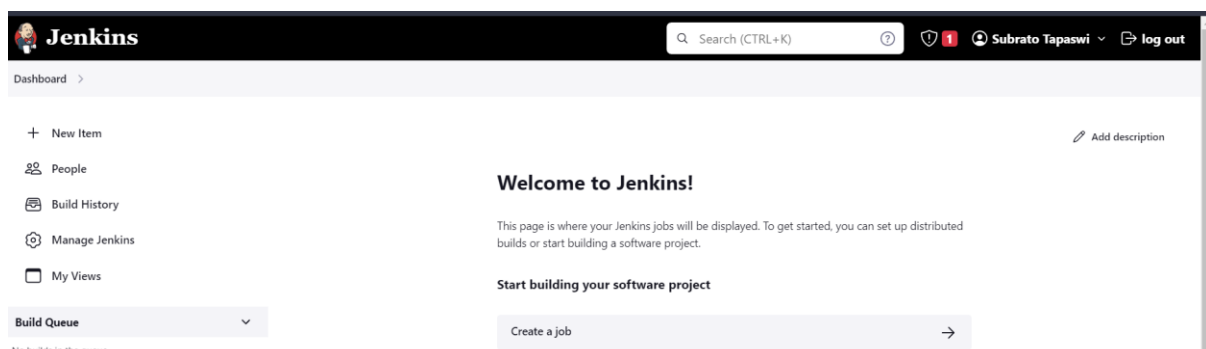 Jenkins
Search (CTRL+K)
1
Subrato Tapaswi
log out
Dashboard
New Item
People
Build History
Manage Jenkins
My Views
Build Queue
Add description
Welcome to Jenkins!
This page is where your Jenkins jobs will be displayed. To get started, you can set up distributed
builds or start building a software project.
Start building your software project
Create a job